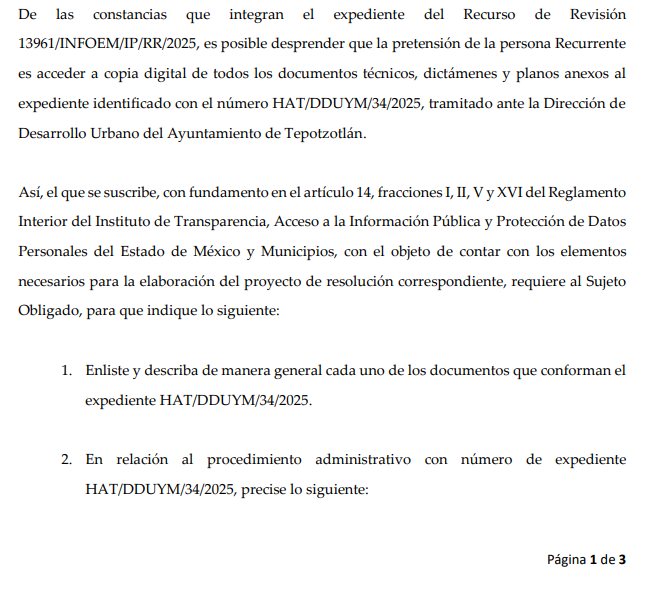 De las constancias que integran el expediente del Recurso de Revisión
13961/INFOEM/IP/RR/2025, es posible desprender que la pretensión de la persona Recurrente
es acceder a copia digital de todos los documentos técnicos, dictámenes y planos anexos al
expediente identificado con el número HAT/DDUYM/34/2025, tramitado ante la Dirección de
Desarrollo Urbano del Ayuntamiento de Tepotzotlán.
Así, el que se suscribe, con fundamento en el artículo 14, fracciones I, II, V y XVI del Reglamento
Interior del Instituto de Transparencia, Acceso a la Información Pública y Protección de Datos
Personales del Estado de México y Municipios, con el objeto de contar con los elementos
necesarios para la elaboración del proyecto de resolución correspondiente, requiere al Sujeto
Obligado, para que indique lo siguiente:
1. Enliste y describa de manera general cada uno de los documentos que conforman el
expediente HAT/DDUYM/34/2025.
2. En relación al procedimiento administrativo con número de expediente
HAT/DDUYM/34/2025, precise lo siguiente:
Página 1 de 3